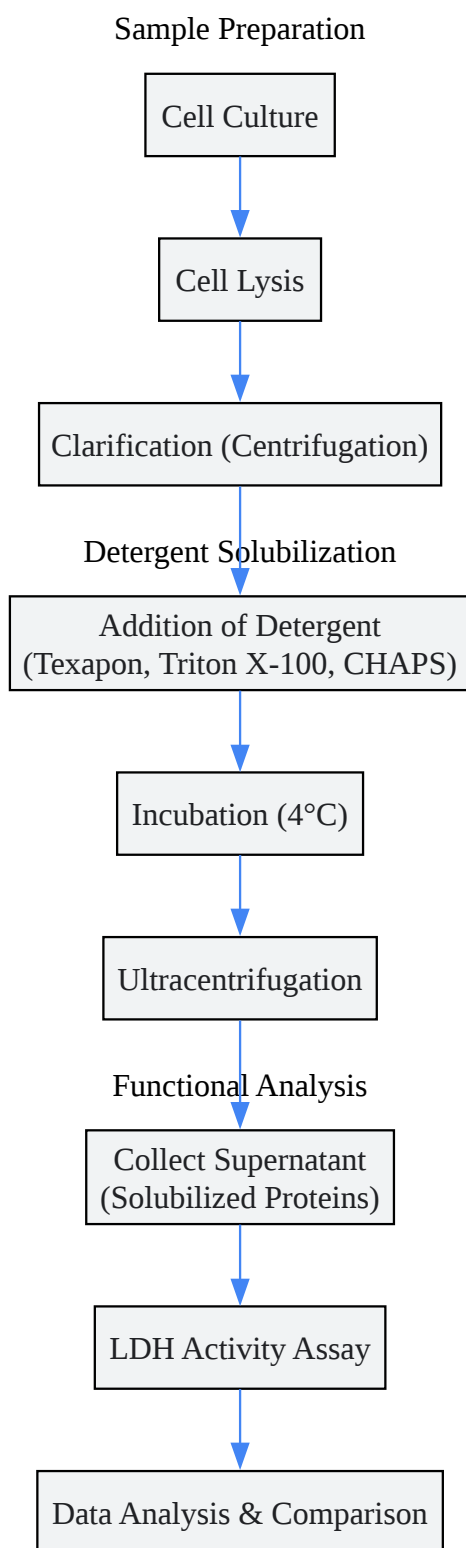 Sample Preparation
Cell Culture
Cell Lysis
Clarification (Centrifugation)
Detergent Solubilization
Addition of Detergent
(Texapon, Triton X-100, CHAPS)
Incubation (4°C)
Ultracentrifugation
Functional Analysis
Collect Supernatant
(Solubilized Proteins)
LDH Activity Assay
Data Analysis & Comparison